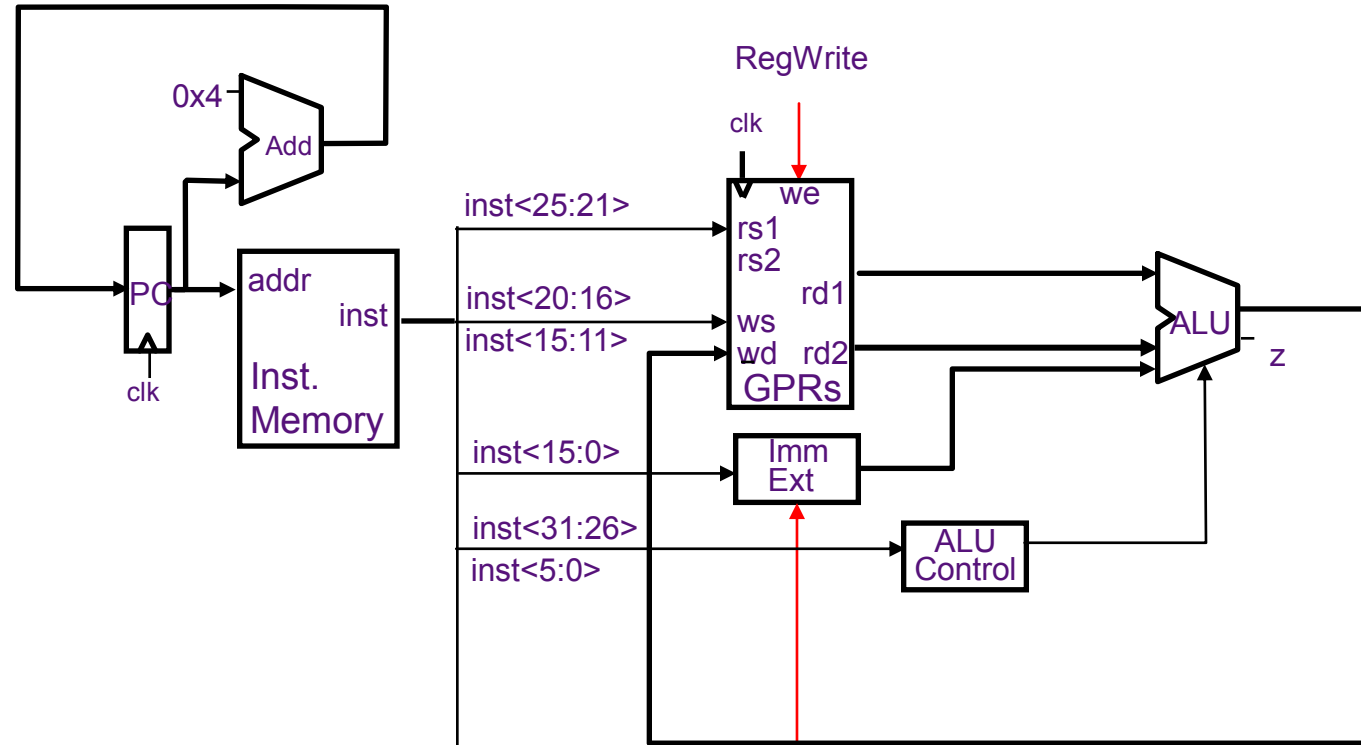 RegWrite
0x4
clk
Add
we
inst<25:21>
rs1
rs2
PC
addr
rd1
inst<20:16>
inst
ws
ALU
inst<15:11>
wd
rd2
z
clk
Inst.
Memory
GPRs
inst<15:0>
Imm
Ext
inst<31:26>
ALU
Control
inst<5:0>